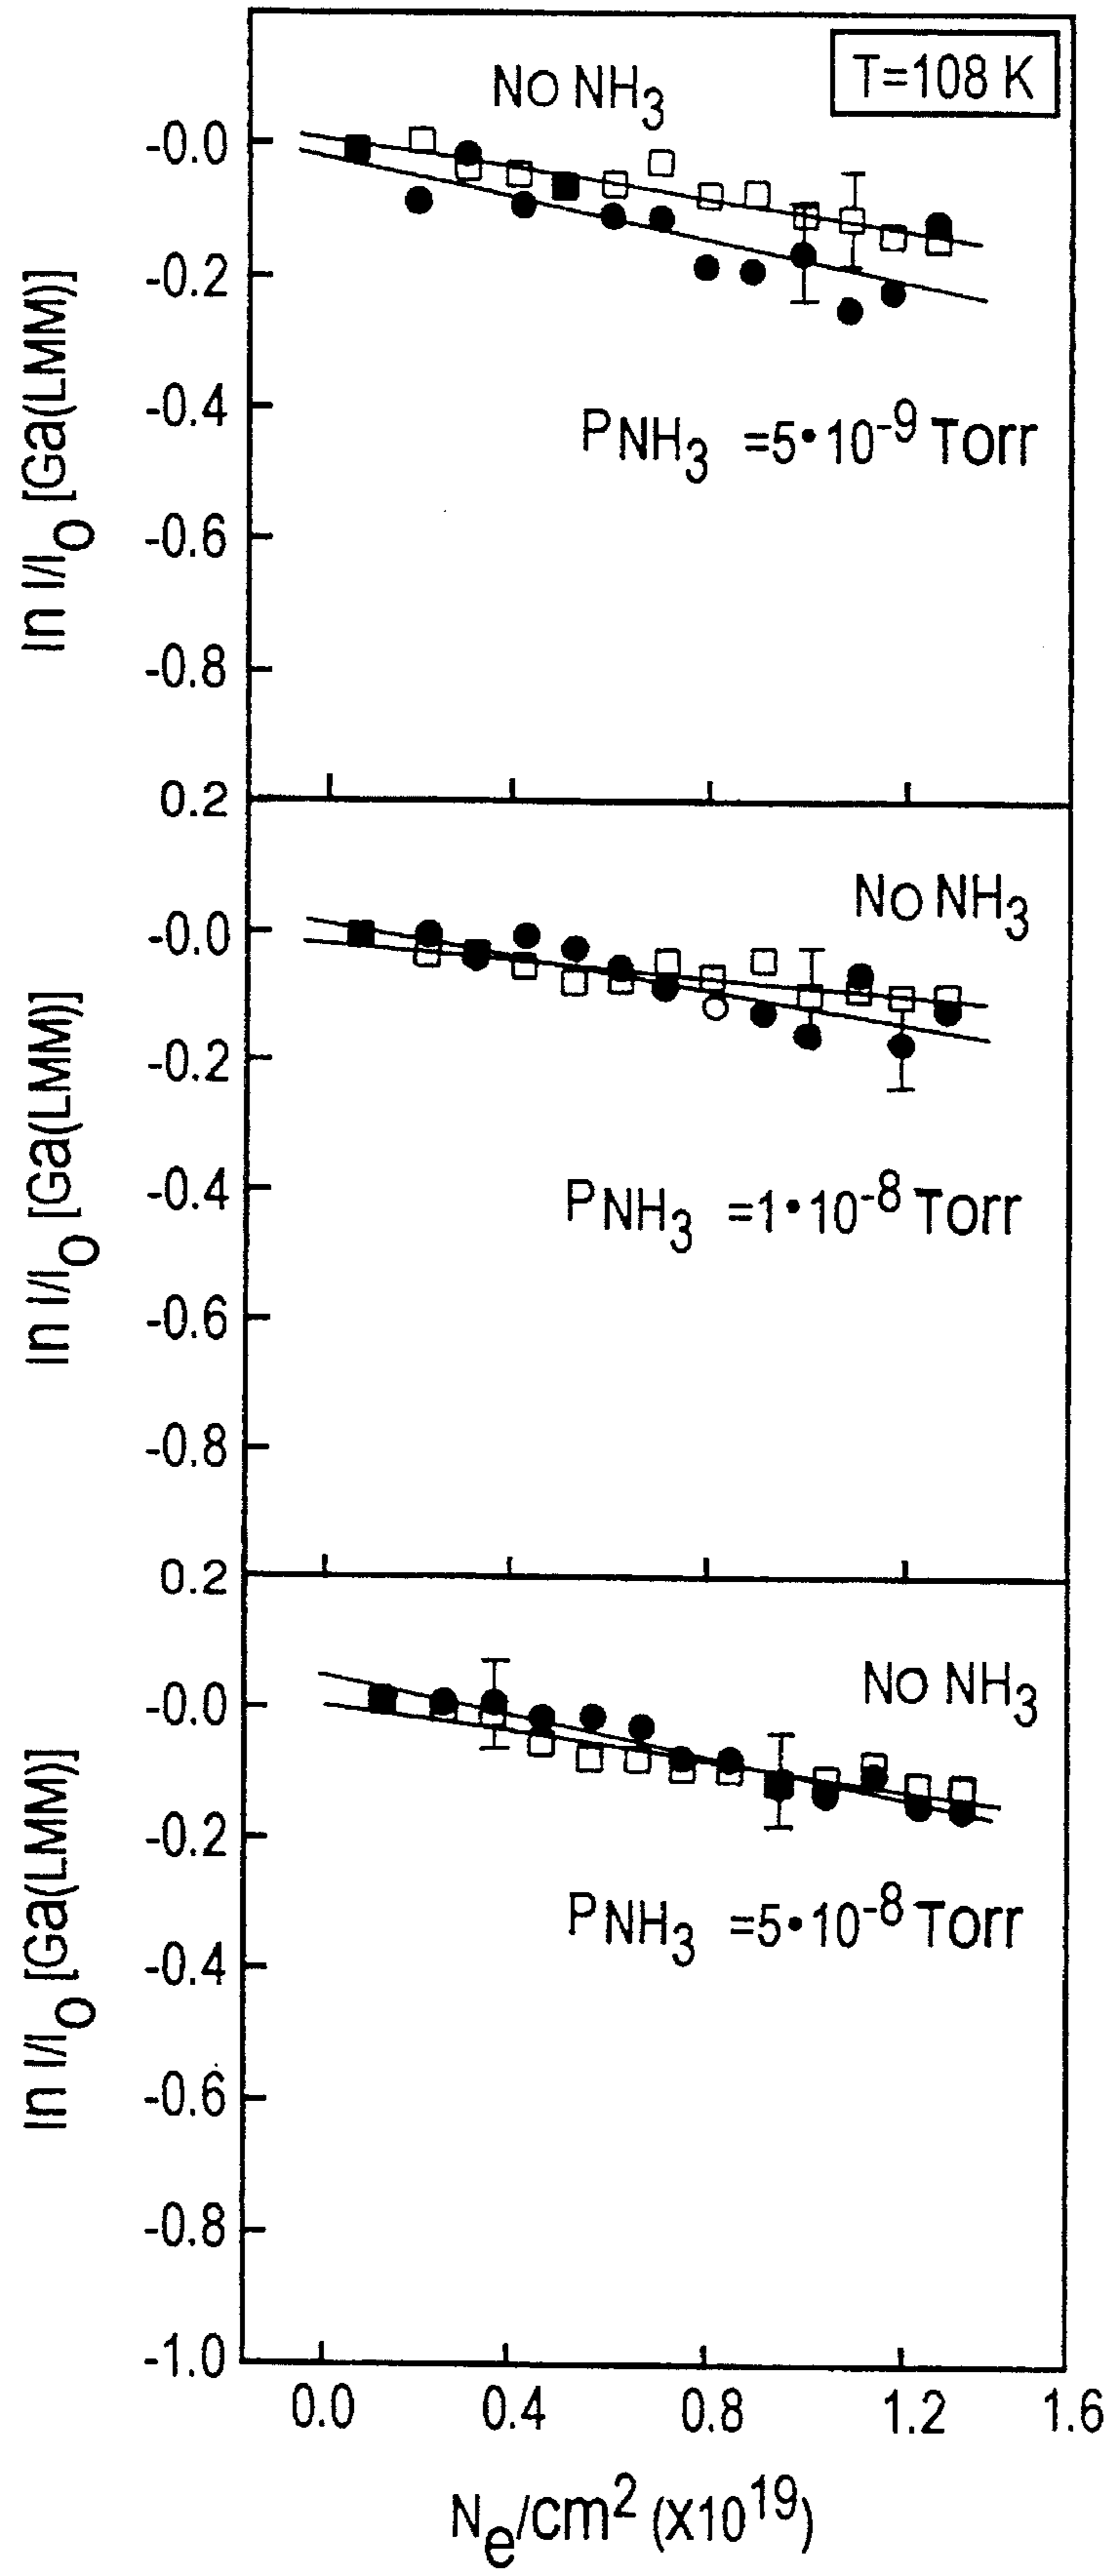 T=108 K
No NH3
-0.0
-0.2
-0.4
-0.6
-0.8
ln I/Io [Ga(LMM)]
PNH3 =5•10-9 Torr
0.2
No NH3
-0.0
-0.2
-0.4
-0.6
-0.8
ln I/Io [Ga(LMM)]
PNH3 =1•10-8 Torr
0.2
No NH3
-0.0
-0.2
-0.4
-0.6
-0.8
-1.0
ln I/Io [Ga(LMM)]
PNH3 =5•10-8 Torr
0.0 0.4 0.8 1.2 1.6
Ne/cm2 (x1019)